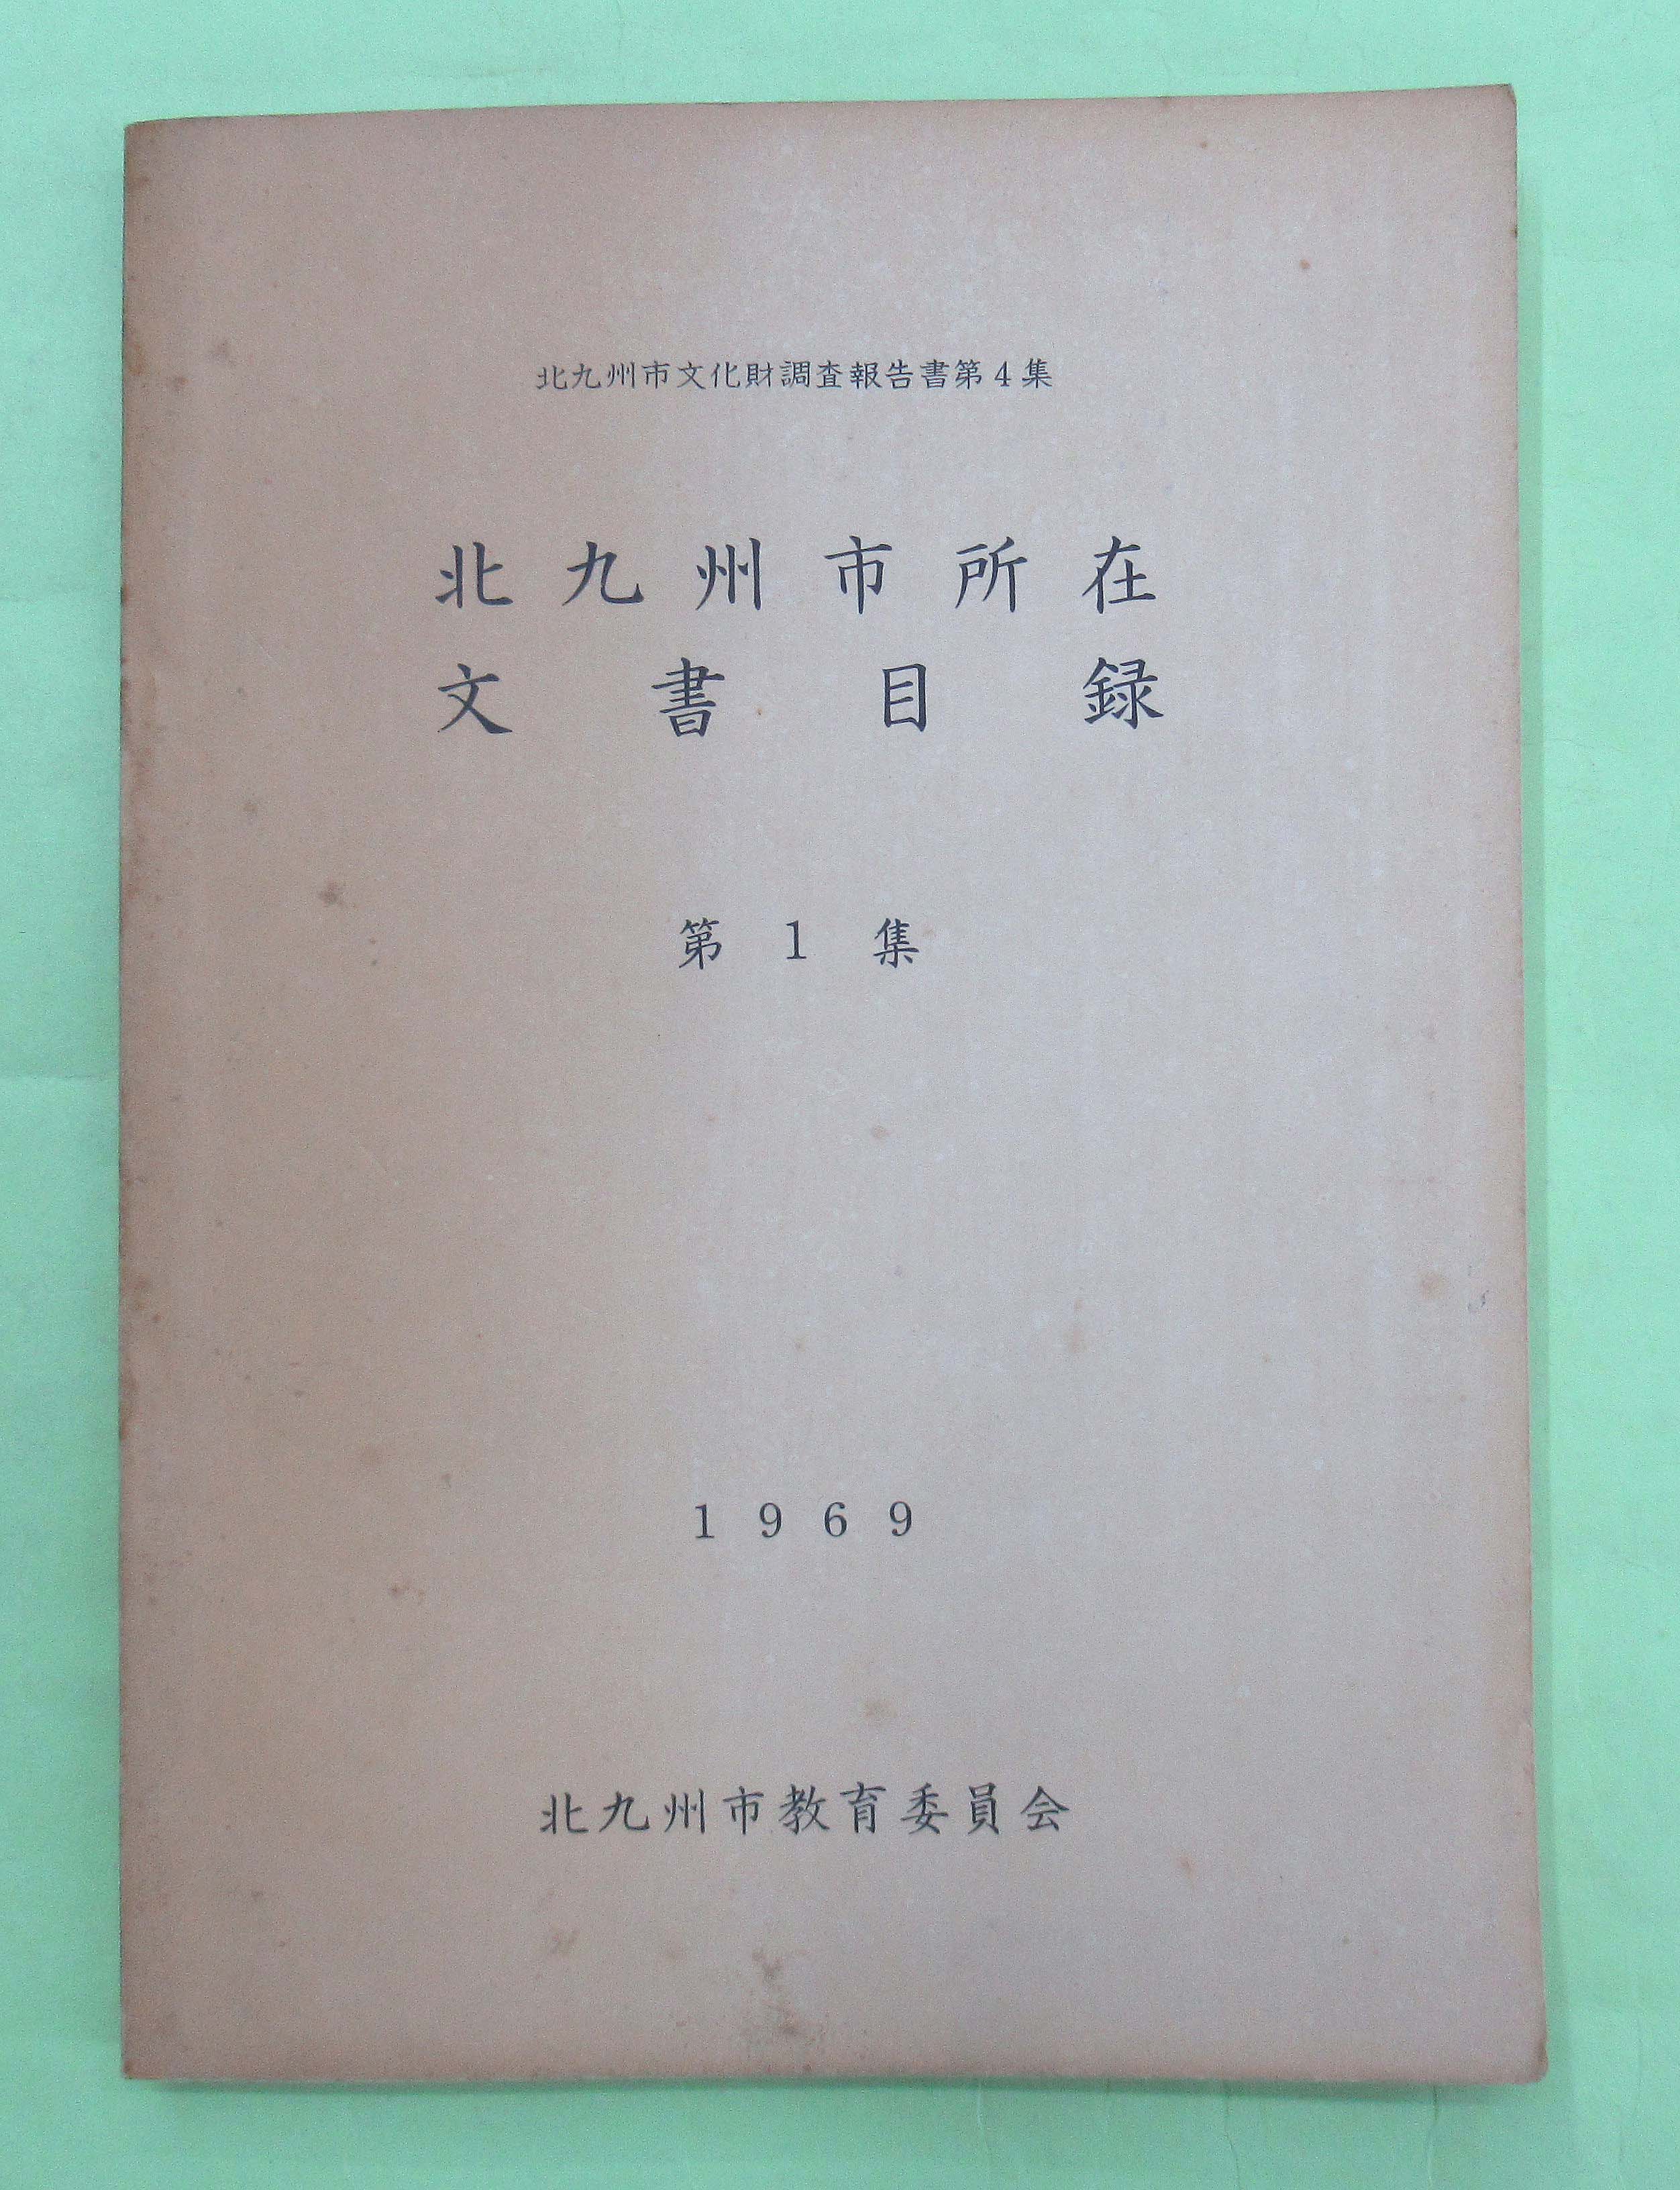 北九州市文化財調査報告書第4集
北九州市所在
文書目録
第1集
1969
北九州市教育委員会